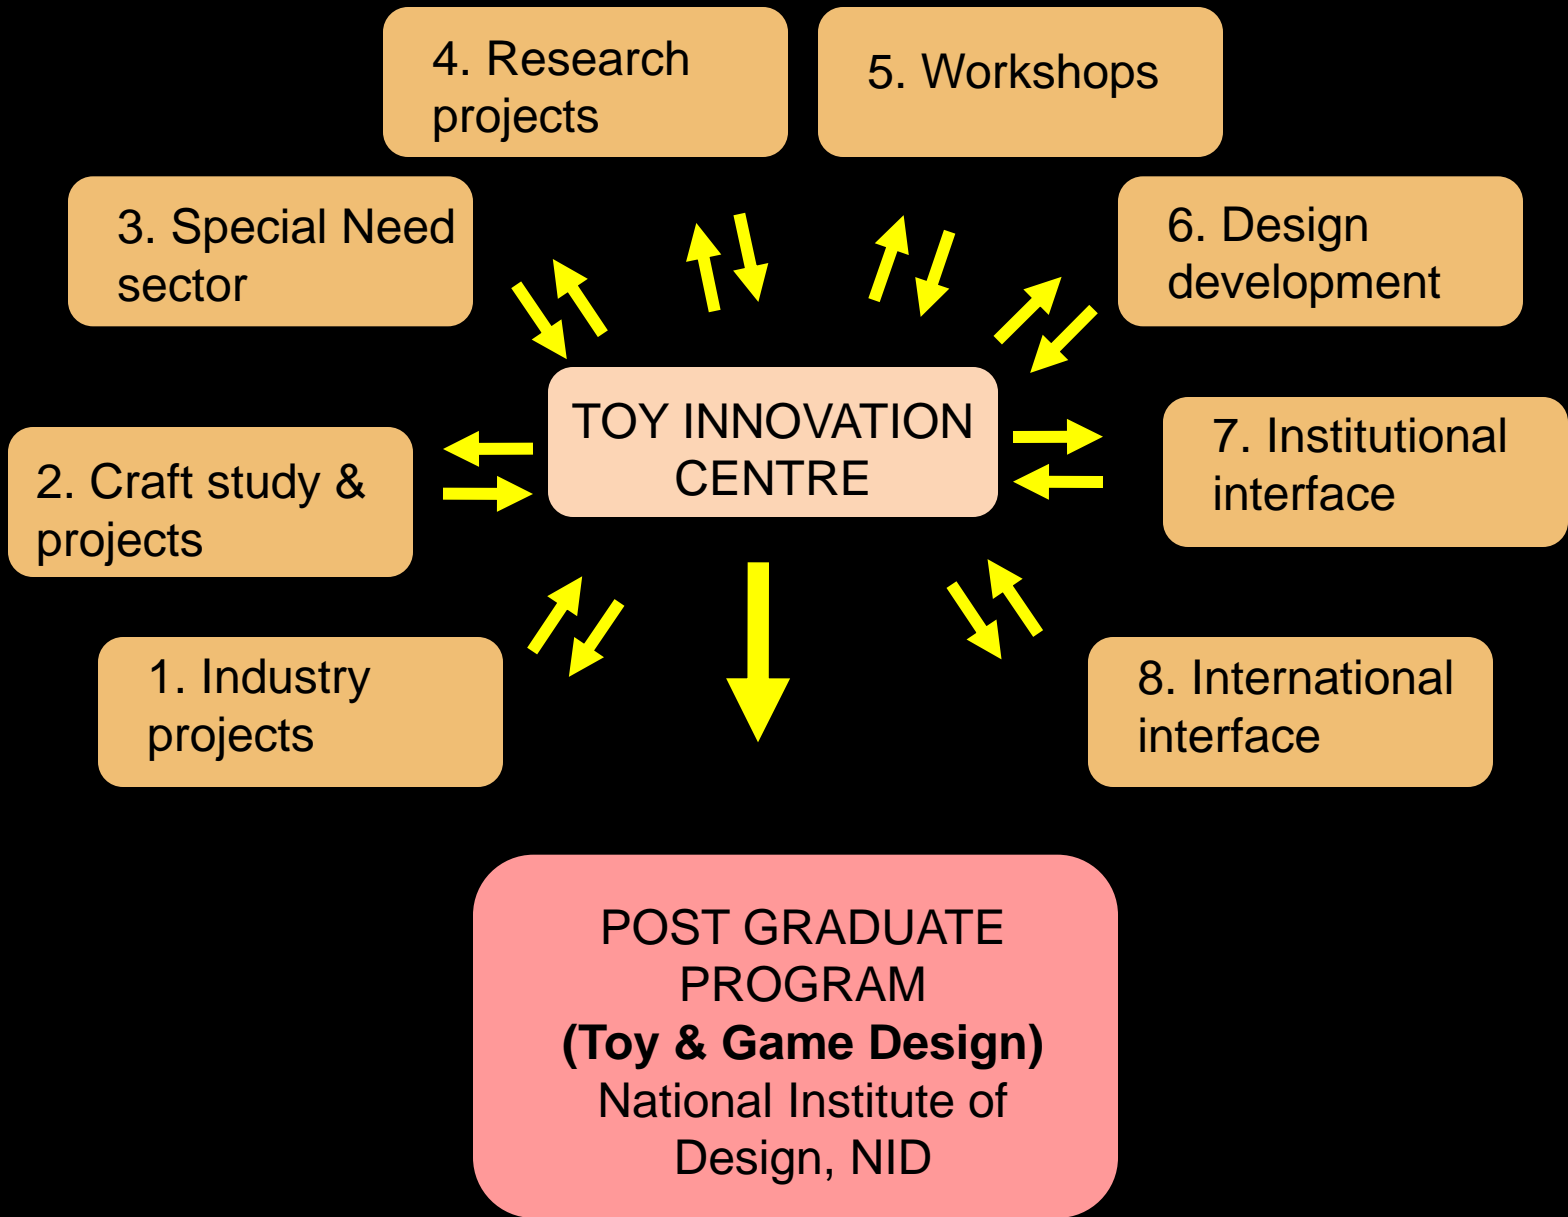 4. Research
projects
5. Workshops
3. Special Need
sector
6. Design
development
TOY INNOVATION
CENTRE
2. Craft study &
projects
7. Institutional
interface
1. Industry
projects
8. International
interface
POST GRADUATE
PROGRAM
(Toy & Game Design)
National Institute of
Design, NID